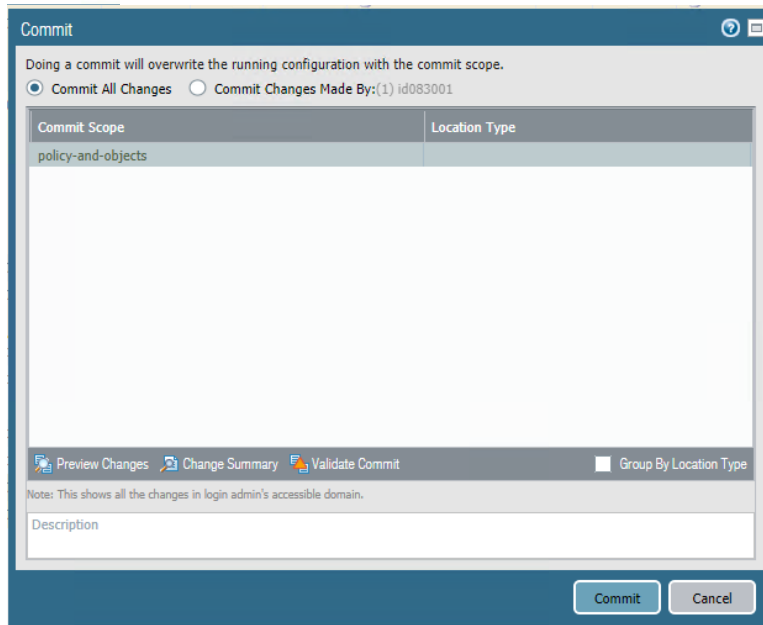 Commit
Doing a commit will overwrite the running configuration with the commit scope.
Commit All Changes Commit Changes Made By:(1) id083001
Commit Scope Location Type
policy-and-objects
Preview Changes Change Summary Validate Commit Group By Location Type
Note: This shows all the changes in login admin's accessible domain.
Description
Commit Cancel